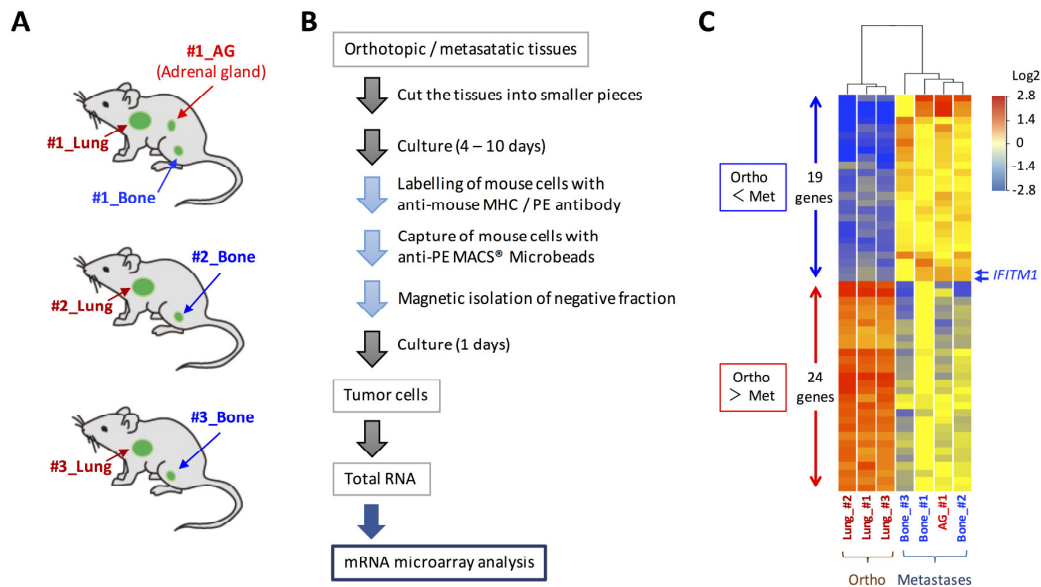 A
#1_AG
(Adrenal gland)
#1_Lung
#1_Bone
#2_Bone
#2_Lung
#3_Bone
#3_Lung
B
Orthotopic / metasatatic tissues
Cut the tissues into smaller pieces
Culture (4 – 10 days)
Labelling of mouse cells with
anti-mouse MHC / PE antibody
Capture of mouse cells with
anti-PE MACS® Microbeads
Magnetic isolation of negative fraction
Culture (1 days)
Tumor cells
Total RNA
mRNA microarray analysis
C
Log2
2.8
1.4
0
-1.4
-2.8
Ortho
< Met
19
genes
IFITM1
Ortho
> Met
24
genes
Lung_#2
Lung_#1
Lung_#3
Bone_#3
Bone_#1
AG_#1
Bone_#2
Ortho
Metastases